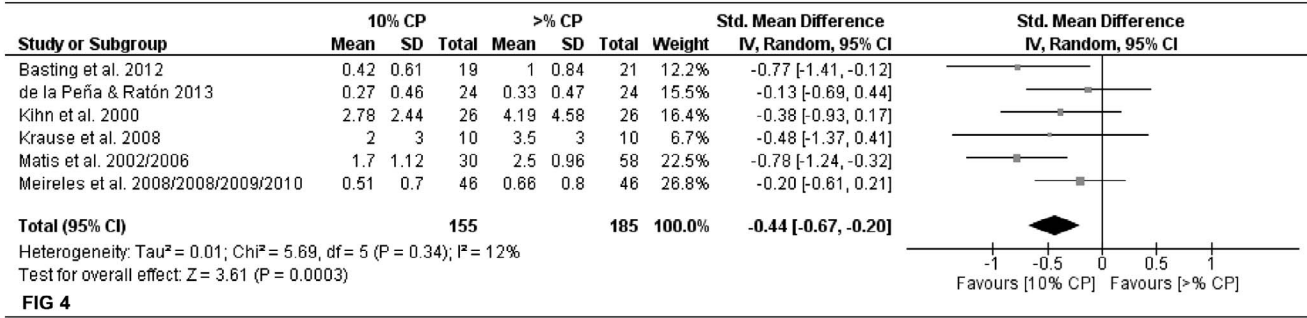 10% CP >% CP Std. Mean Difference Std. Mean Difference
Study or Subgroup Mean SD Total Mean SD Total Weight IV, Random, 95% CI IV, Random, 95% CI
Basting et al. 2012 0.42 0.61 19 1 0.84 21 12.2% -0.77 [-1.41, -0.12]
de la Peña & Ratón 2013 0.27 0.46 24 0.33 0.47 24 15.5% -0.13 [-0.69, 0.44]
Kihn et al. 2000 2.78 2.44 26 4.19 4.58 26 16.4% -0.38 [-0.93, 0.17]
Krause et al. 2008 2 3 10 3.5 3 10 6.7% -0.48 [-1.37, 0.41]
Matis et al. 2002/2006 1.7 1.12 30 2.5 0.96 58 22.5% -0.78 [-1.24, -0.32]
Meireles et al. 2008/2008/2009/2010 0.51 0.7 46 0.66 0.8 46 26.8% -0.20 [-0.61, 0.21]
Total (95% CI) 155 185 100.0% -0.44 [-0.67, -0.20]
Heterogeneity: Tau² = 0.01; Chi² = 5.69, df = 5 (P = 0.34); I² = 12%
Test for overall effect: Z = 3.61 (P = 0.0003)
-1 -0.5 0 0.5 1
Favours [10% CP] Favours [>% CP]
FIG 4